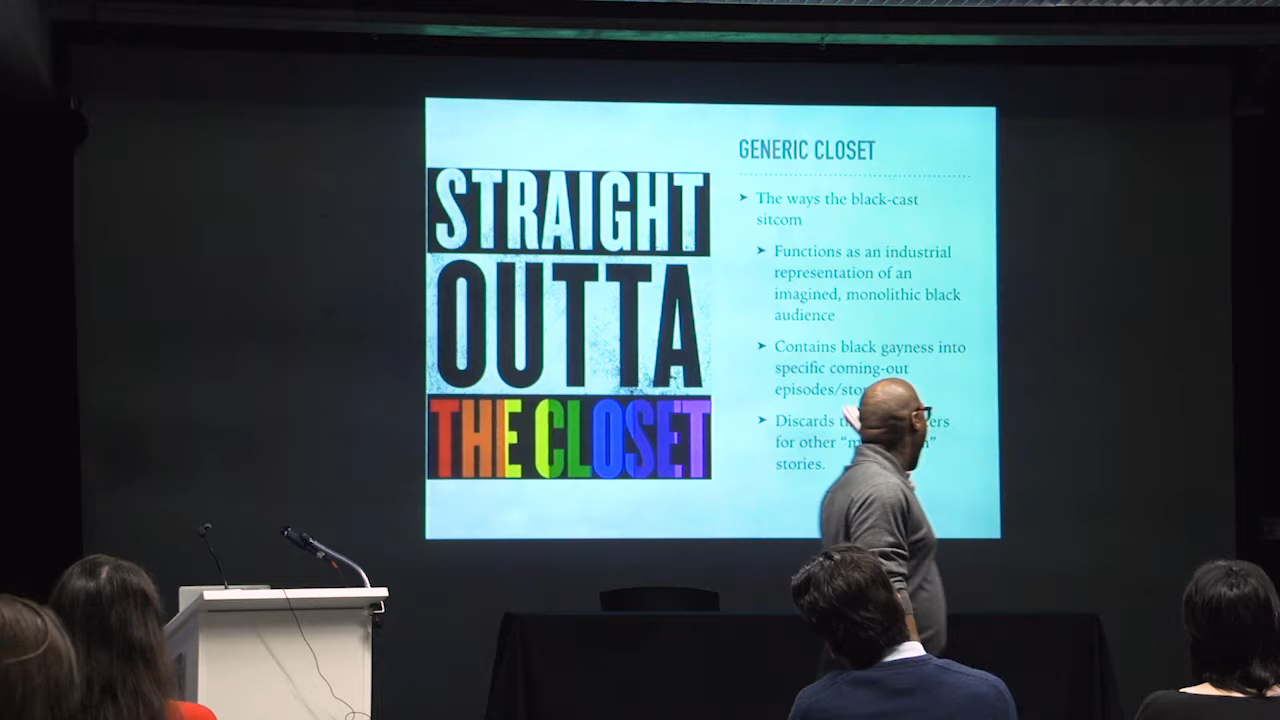 STRAIGHT
OUTTA
THE CLOSET
GENERIC CLOSET
The ways the black-cast
sitcom
Functions as an industrial
representation of an
imagined, monolithic black
audience
Contains black gayness into
specific coming-out
Discards
for other
stories.